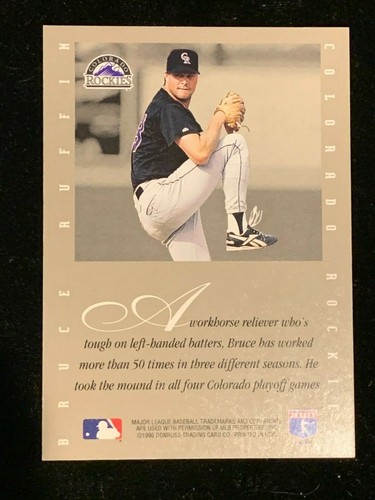 COLORADO
ROCKIES
CR
BRUCE RUFFIN
COLORADO ROCKIES
A workhorse reliever who's
tough on left-handed batters, Bruce has worked
more than 50 times in three different seasons. He
took the mound in all four Colorado playoff games
MAJOR LEAGUE BASEBALL TRADEMARKS AND COPYRIGHTS
ARE USED WITH PERMISSION OF MLB PROPERTIES, INC.
©1996 DONRUSS TRADING CARD CO. PRINTED IN USA